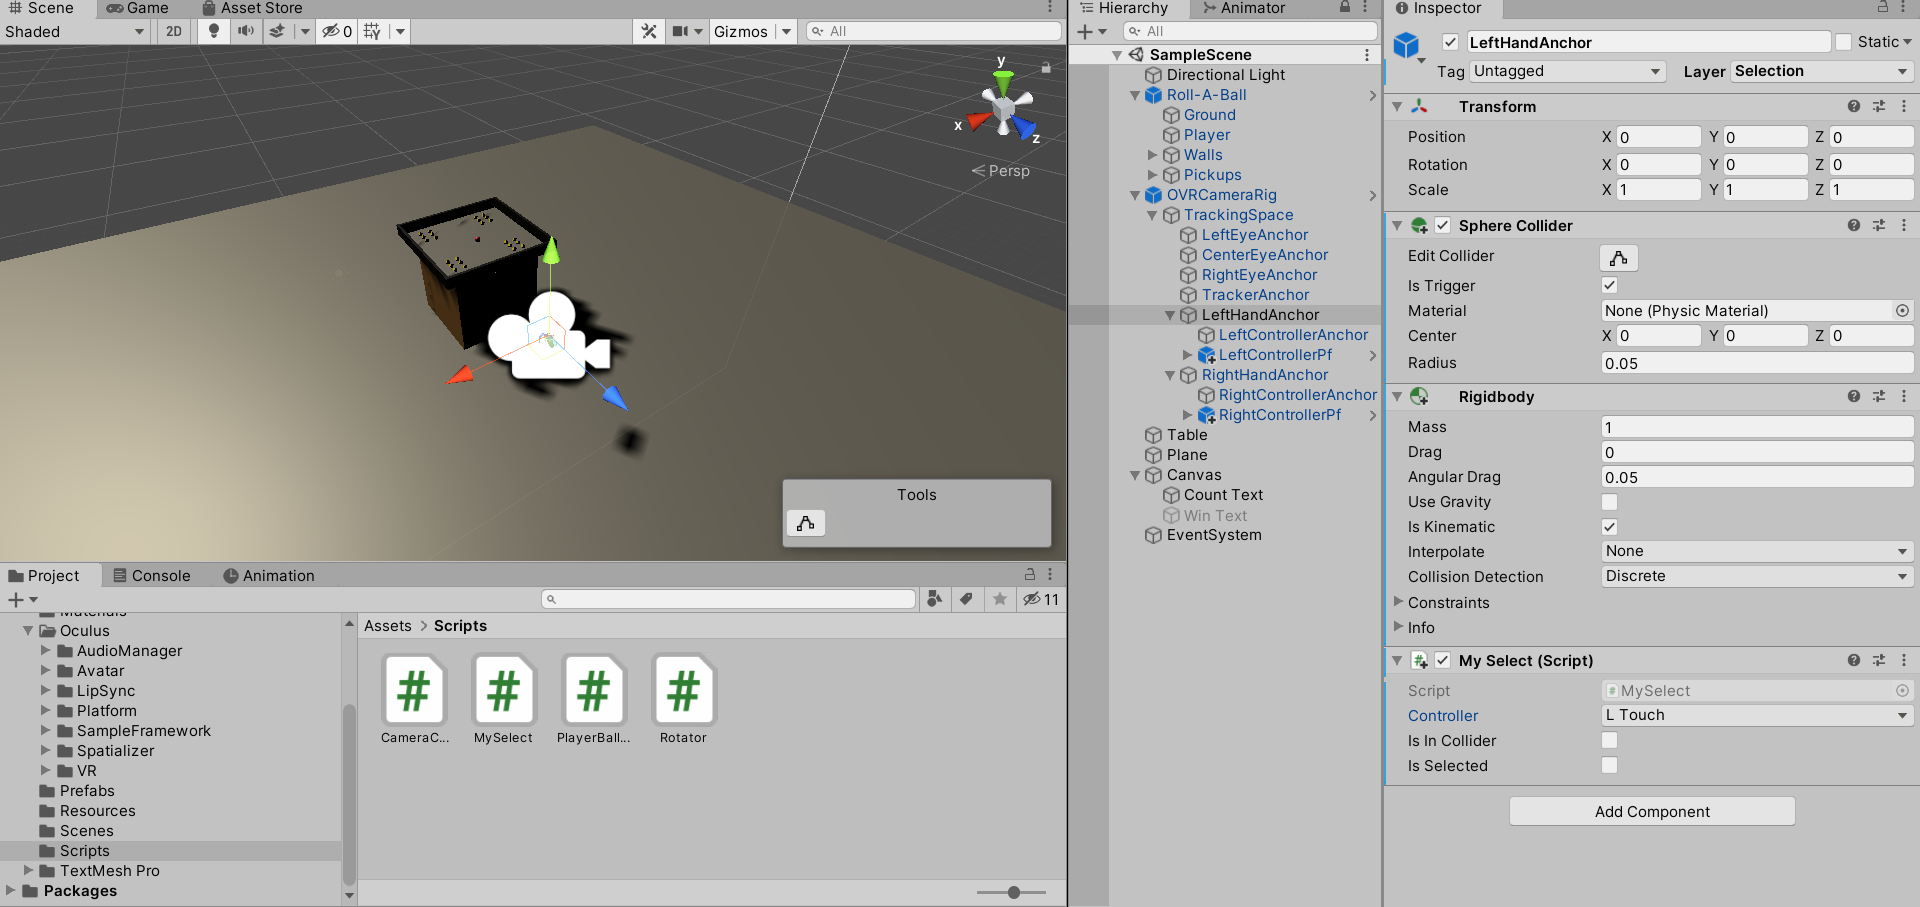 Scene
Game
Asset Store
Shaded
2D
0
Gizmos
All
y
x
z
Persp
Tools
Project
Console
Animation
11
Materials
Oculus
AudioManager
Avatar
LipSync
Platform
SampleFramework
Spatializer
VR
Prefabs
Resources
Scenes
Scripts
TextMesh Pro
Packages
Assets > Scripts
CameraC...
MySelect
PlayerBall...
Rotator
Hierarchy
Animator
All
SampleScene
Directional Light
Roll-A-Ball
Ground
Player
Walls
Pickups
OVRCameraRig
TrackingSpace
LeftEyeAnchor
CenterEyeAnchor
RightEyeAnchor
TrackerAnchor
LeftHandAnchor
LeftControllerAnchor
LeftControllerPf
RightHandAnchor
RightControllerAnchor
RightControllerPf
Table
Plane
Canvas
Count Text
Win Text
EventSystem
Inspector
LeftHandAnchor
Static
Tag Untagged
Layer Selection
Transform
Position X 0 Y 0 Z 0
Rotation X 0 Y 0 Z 0
Scale X 1 Y 1 Z 1
Sphere Collider
Edit Collider
Is Trigger
Material None (Physic Material)
Center X 0 Y 0 Z 0
Radius 0.05
Rigidbody
Mass 1
Drag 0
Angular Drag 0.05
Use Gravity
Is Kinematic
Interpolate None
Collision Detection Discrete
Constraints
Info
My Select (Script)
Script MySelect
Controller L Touch
Is In Collider
Is Selected
Add Component